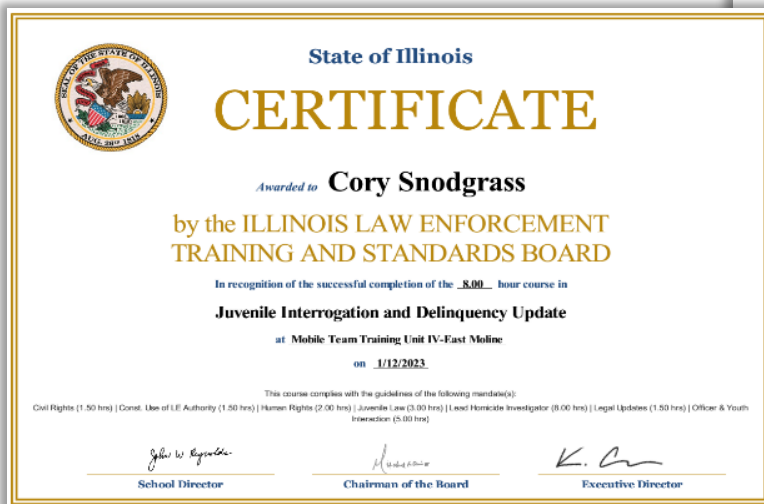 SEAL OF THE STATE OF ILLINOIS
AUG. 26TH 1818
State of Illinois
CERTIFICATE
Awarded to Cory Snodgrass
by the ILLINOIS LAW ENFORCEMENT
TRAINING AND STANDARDS BOARD
In recognition of the successful completion of the 8.00 hour course in
Juvenile Interrogation and Delinquency Update
at Mobile Team Training Unit IV-East Moline
on 1/12/2023
This course complies with the guidelines of the following mandate(s):
Civil Rights (1.50 hrs) | Const. Use of LE Authority (1.50 hrs) | Human Rights (2.00 hrs) | Juvenile Law (3.00 hrs) | Lead Homicide Investigator (8.00 hrs) | Legal Updates (1.50 hrs) | Officer & Youth
Interaction (5.00 hrs)
John W Reynolds
School Director
Chairman of the Board
K.
Executive Director